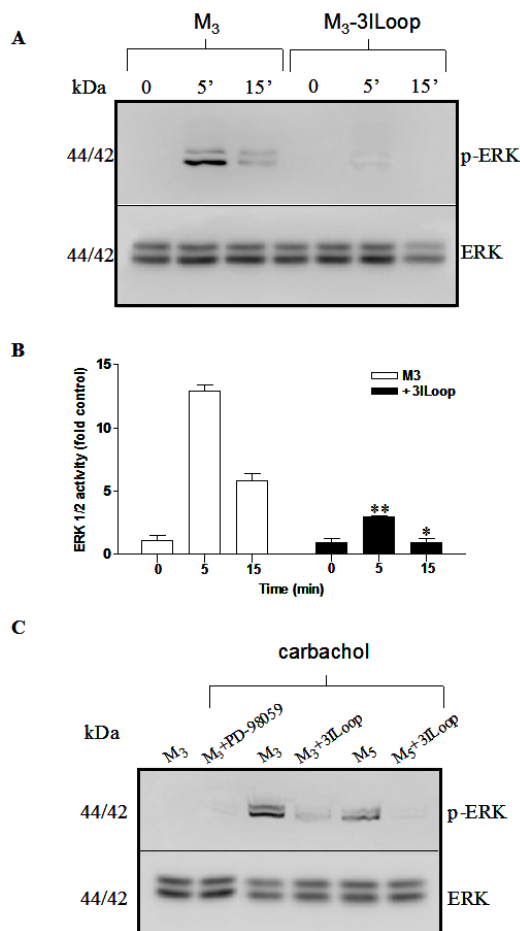 A
M3 M3-3ILoop
kDa 0 5’ 15’ 0 5’ 15’
44/42 p-ERK
44/42 ERK
B
ERK 1/2 activity (fold control)
15
10
5
0
M3
+3ILoop
** *
0 5 15 0 5 15
Time (min)
C
carbachol
kDa M3 M3+PD-98059 M3 M3+3ILoop M5 M5+3ILoop
44/42 p-ERK
44/42 ERK